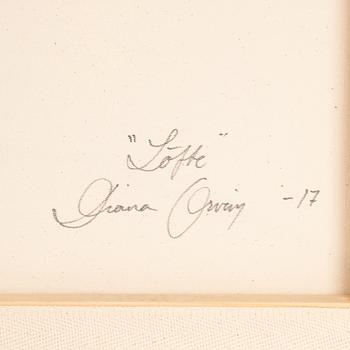 "Löfte"
Diana Orving -17